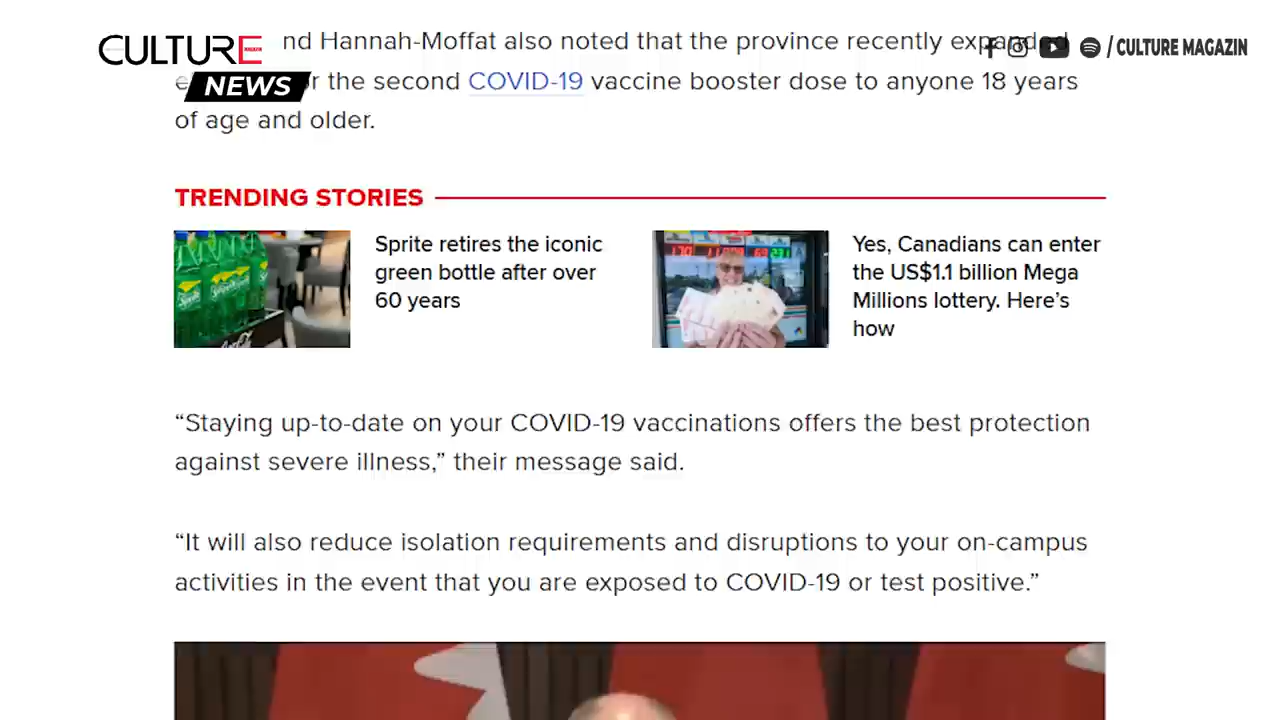 CULTURE
NEWS
/ CULTURE MAGAZIN
nd Hannah-Moffat also noted that the province recently expanded
r the second COVID-19 vaccine booster dose to anyone 18 years
of age and older.
TRENDING STORIES
Sprite retires the iconic
green bottle after over
60 years
Yes, Canadians can enter
the US$1.1 billion Mega
Millions lottery. Here’s
how
“Staying up-to-date on your COVID-19 vaccinations offers the best protection
against severe illness,” their message said.
“It will also reduce isolation requirements and disruptions to your on-campus
activities in the event that you are exposed to COVID-19 or test positive.”